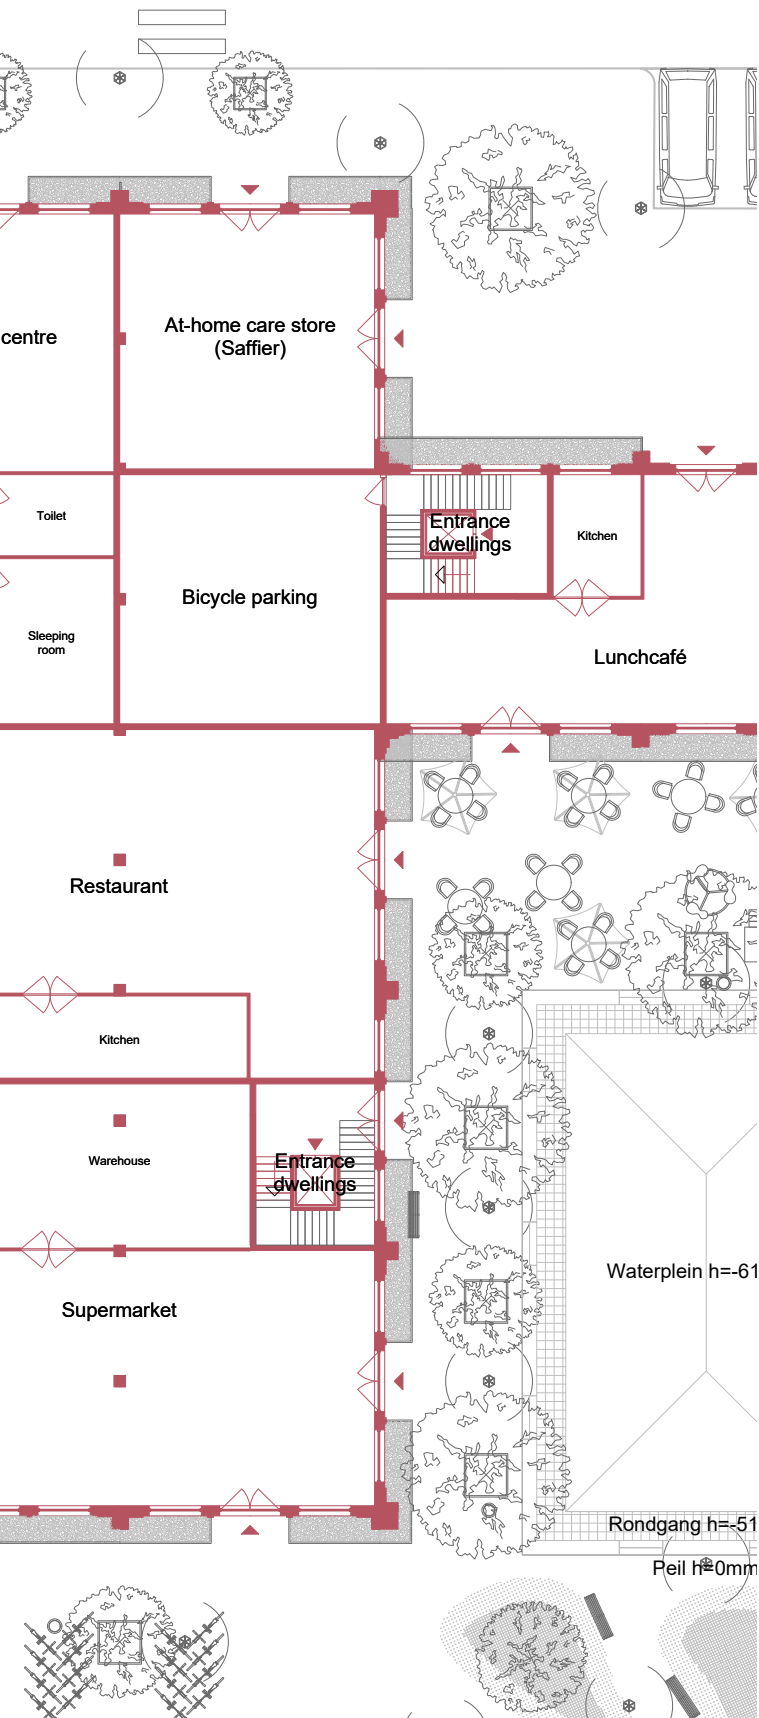 centre
At-home care store
(Saffier)
Toilet
Entrance
dwellings
Kitchen
Bicycle parking
Sleeping
room
Lunchcafé
Restaurant
Kitchen
Warehouse
Entrance
dwellings
Waterplein h=-61
Supermarket
Rondgang h=-51
Peil h=0mm